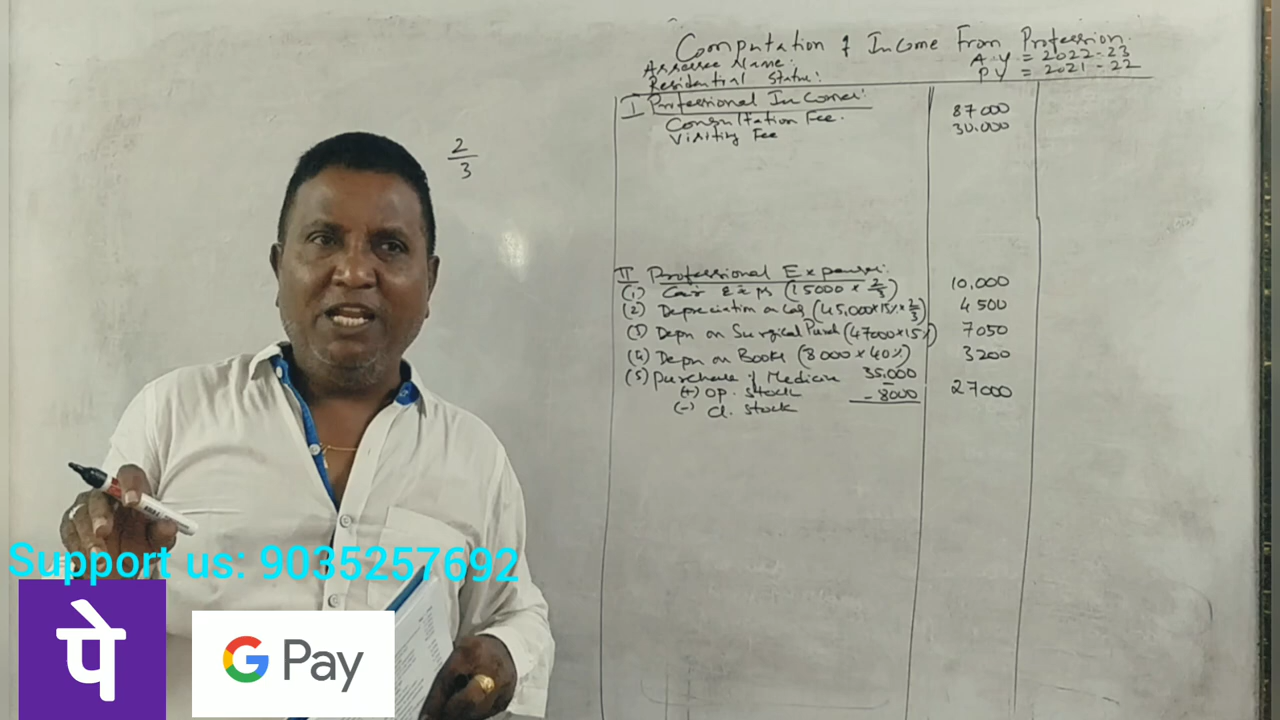 Computation of Income From Profession.
Assessee Name:
A Y = 2022-23
Residential Status:
P Y = 2021-22
I Professional Income:
Consultation Fee. 87000
Visiting Fee 30.000
2
3
II Professional Expenses:
(1) Car Exps (15000 × 2/3) 10,000
(2) Depreciation on Car (45,000×15%×2/3) 4500
(3) Depn on Surgical (47000×15%) 7050
(4) Depn on Books (8000×40%) 3200
(5) Purchase of Medicine 35,000
(+) Op. Stock -
(-) Cl. Stock - 8000 27000
Support us: 9035257692
पे
G Pay